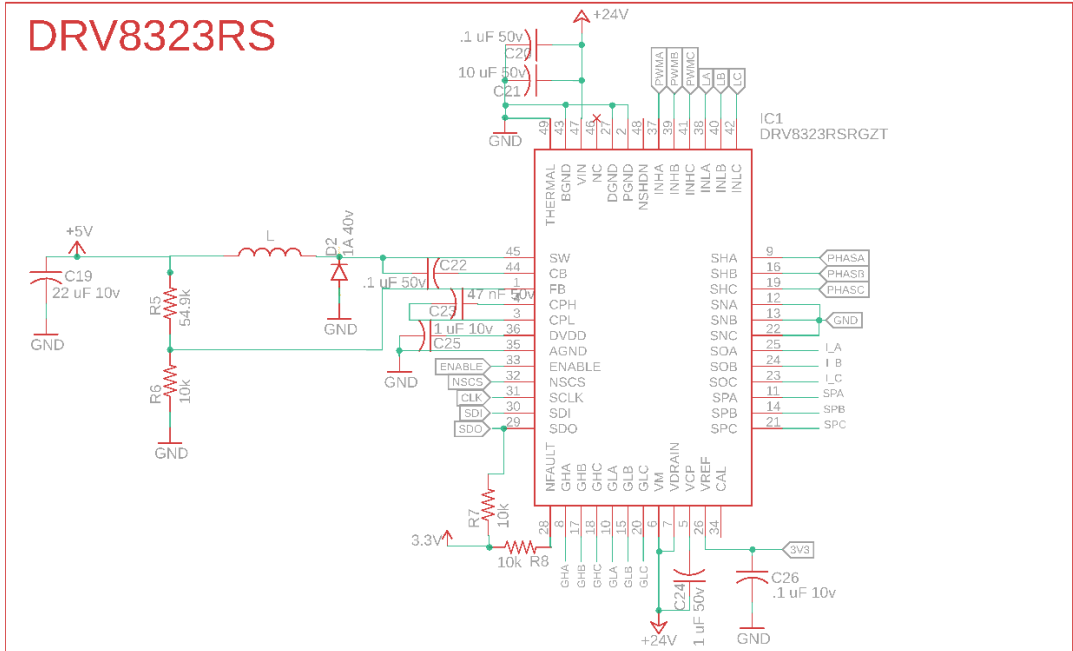 DRV8323RS
+24V
.1 uF 50v
C20
10 uF 50v
C21
GND
PWMA
PWMB
PWMC
LA
LB
LC
49
43
47
46
27
2
48
37
39
41
38
40
42
IC1
DRV8323RSRGZT
THERMAL
BGND
VIN
NC
DGND
PGND
NSHDN
INHA
INHB
INHC
INLA
INLB
INLC
+5V
L
D2
1A 40v
C19
22 uF 10v
GND
R5
54.9k
R6
10k
GND
GND
C22
.1 uF 50v
47 nF 50v
C23
1 uF 10v
C25
GND
45 SW
44 CB
1 FB
4 CPH
3 CPL
36 DVDD
35 AGND
ENABLE 33 ENABLE
NSCS 32 NSCS
CLK 31 SCLK
SDI 30 SDI
SDO 29 SDO
SHA 9 PHASA
SHB 16 PHASB
SHC 19 PHASC
SNA 12
SNB 13 GND
SNC 22
SOA 25 I_A
SOB 24 I_B
SOC 23 I_C
SPA 11 SPA
SPB 14 SPB
SPC 21 SPC
NFAULT
GHA
GHB
GHC
GLA
GLB
GLC
VM
VDRAIN
VCP
VREF
CAL
28
8
17
18
10
15
20
6
7
5
26
34
R7
10k
3.3V
10k R8
GHA
GHB
GHC
GLA
GLB
GLC
C24
1 uF 50v
+24V
3V3
C26
.1 uF 10v
GND